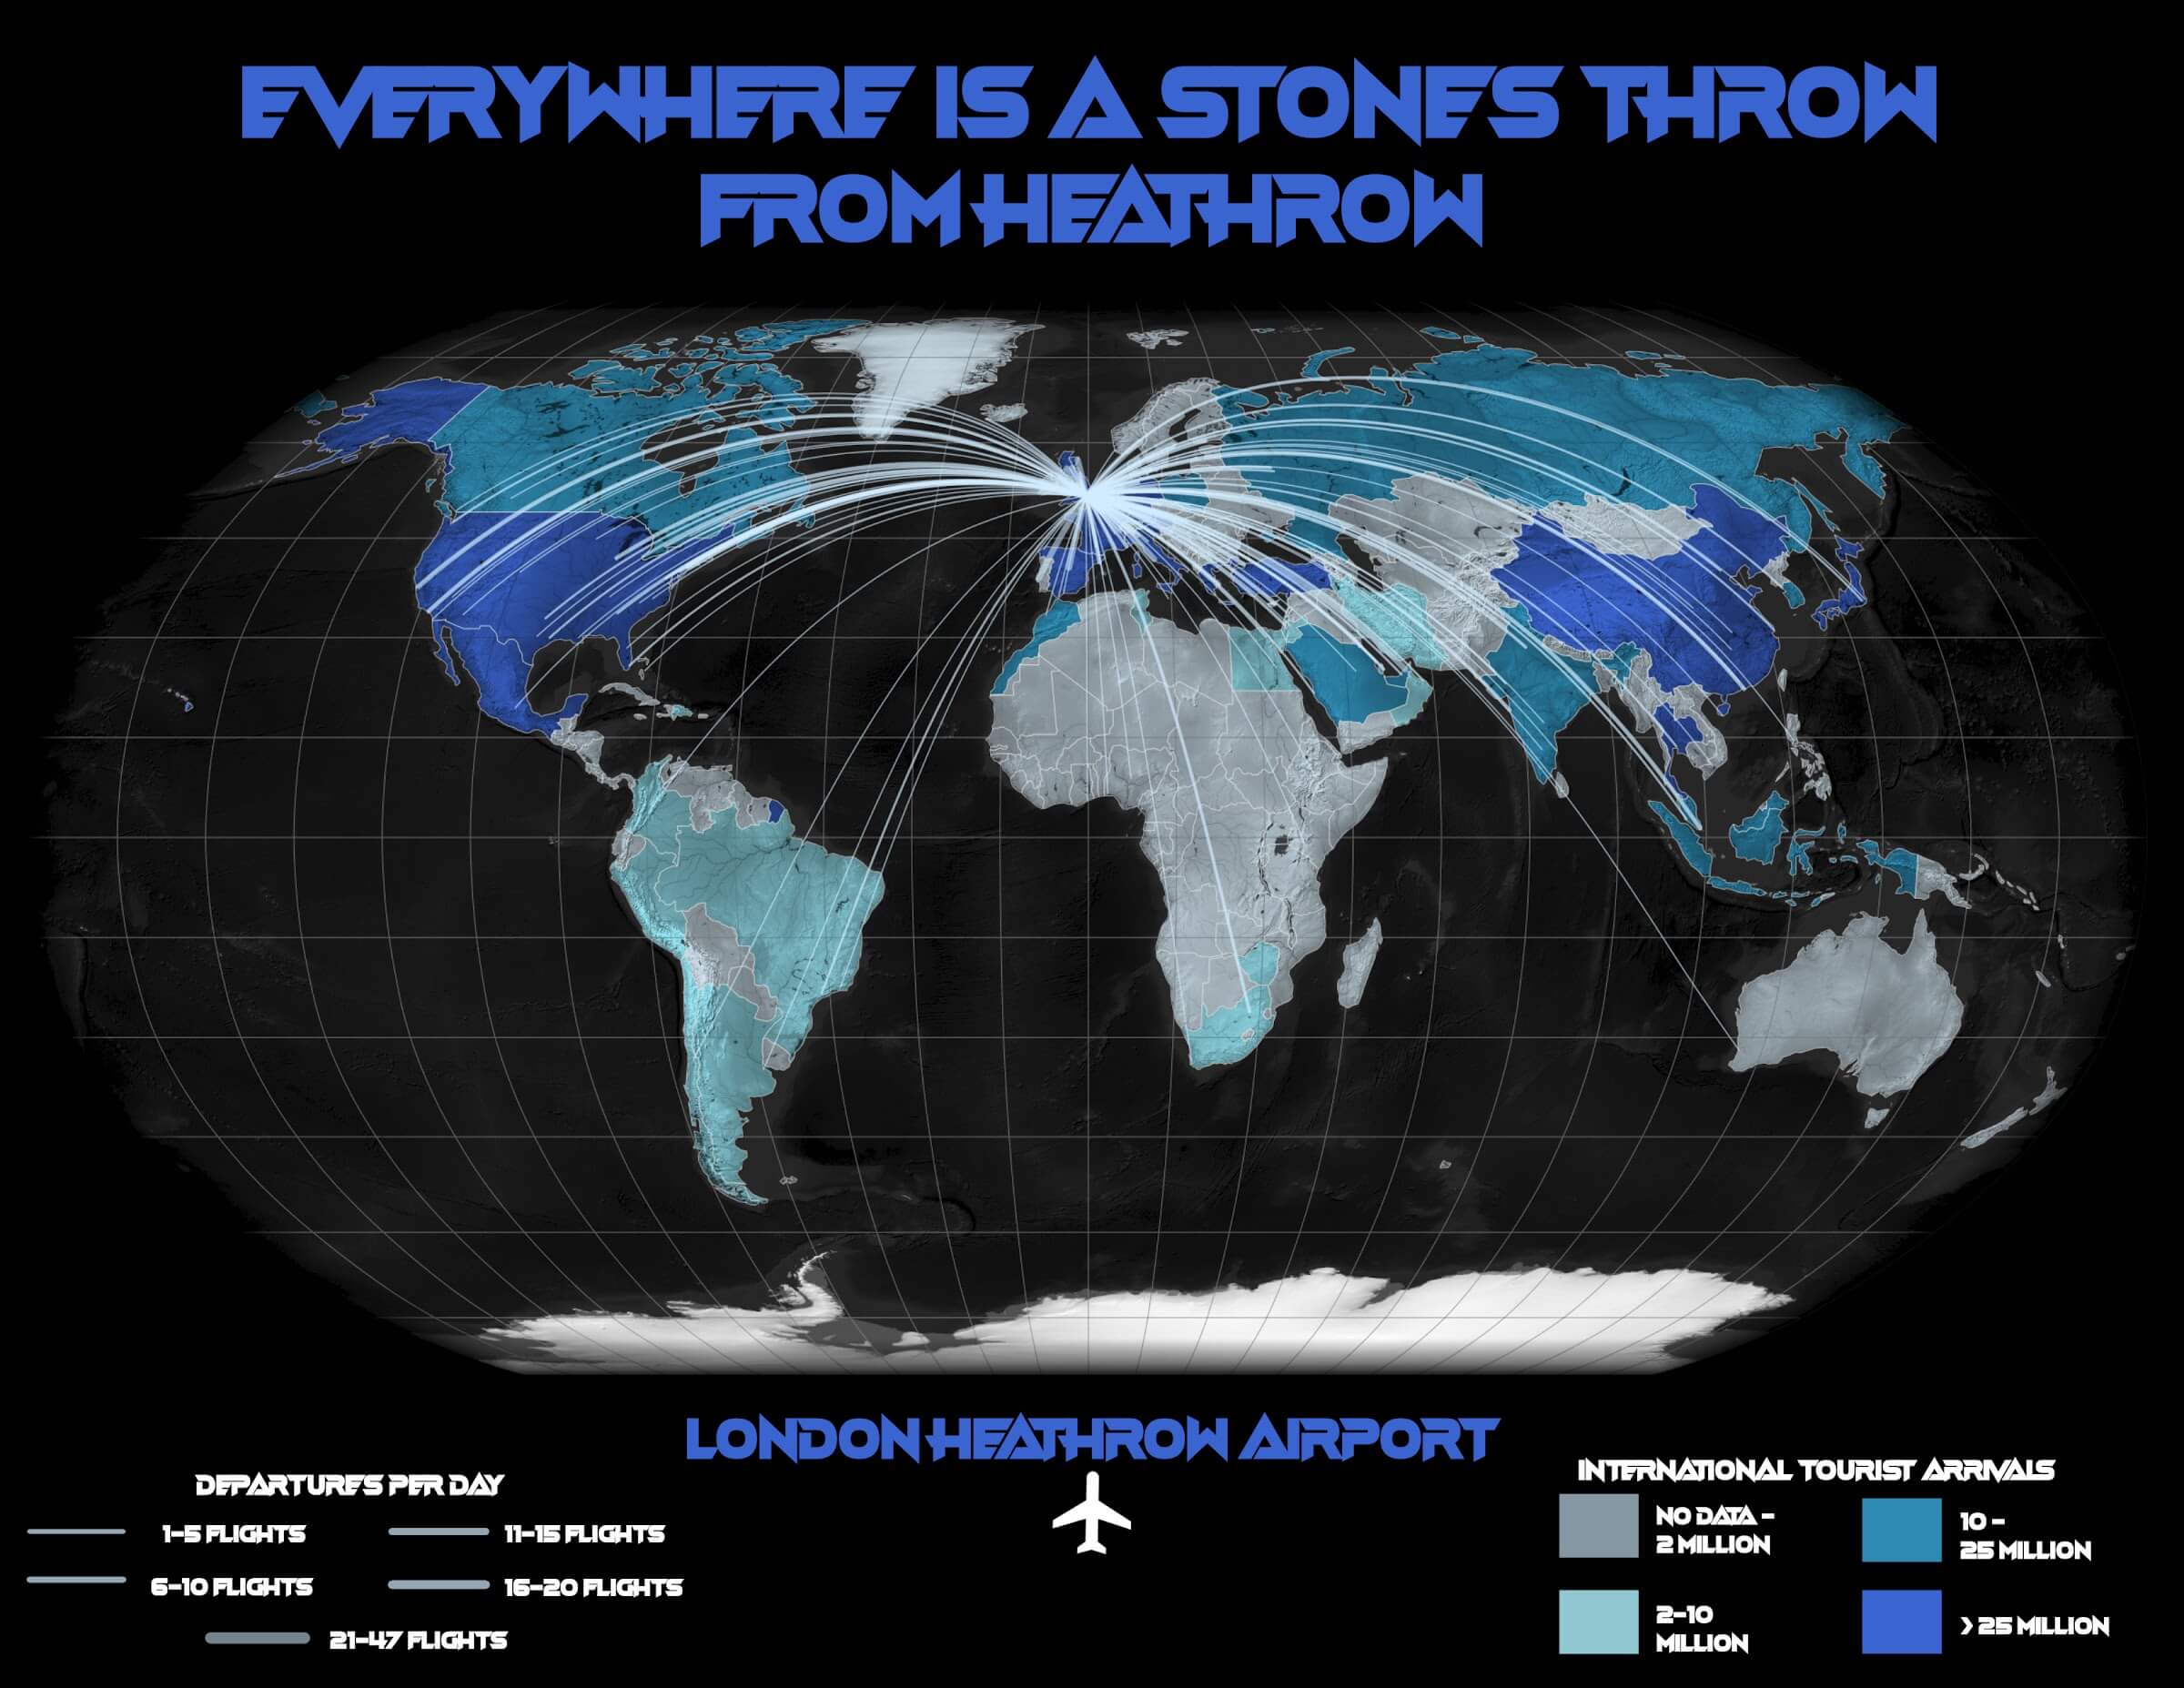 EVERYWHERE IS A STONES THROW
FROM HEATHROW
LONDON HEATHROW AIRPORT
DEPARTURES PER DAY
1-5 FLIGHTS
11-15 FLIGHTS
6-10 FLIGHTS
16-20 FLIGHTS
21-47 FLIGHTS
INTERNATIONAL TOURIST ARRIVALS
NO DATA -
2 MILLION
10 -
25 MILLION
2-10
MILLION
> 25 MILLION